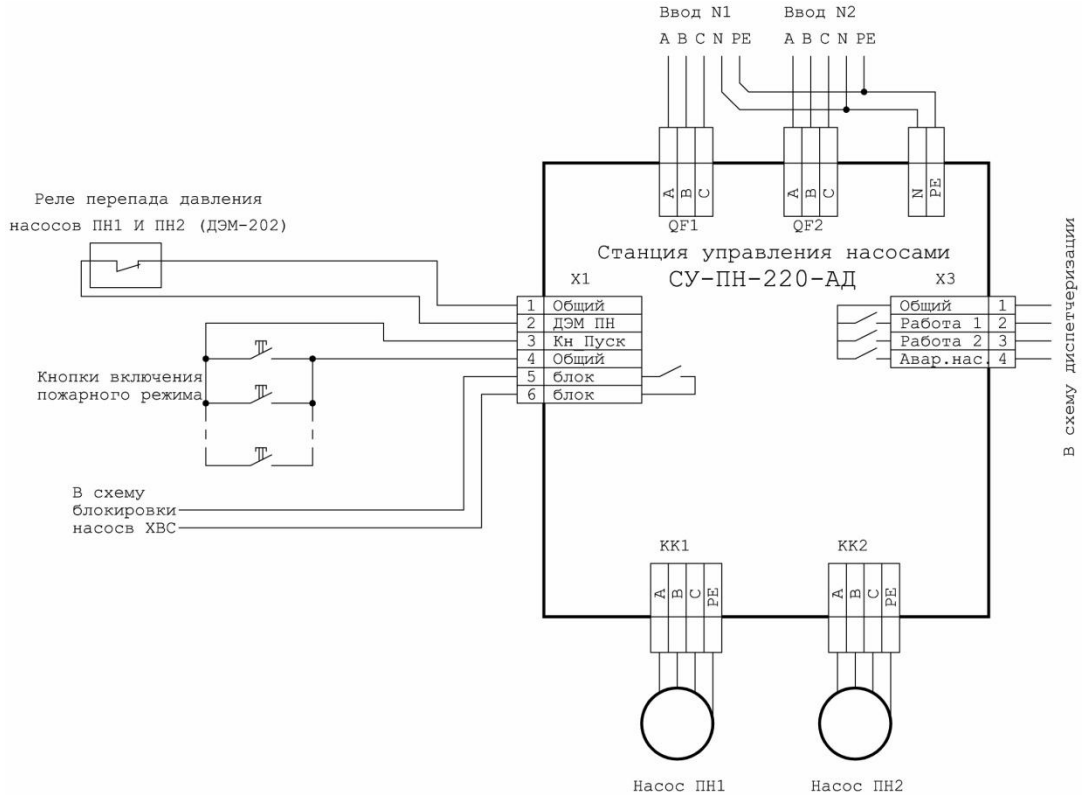 Ввод N1
Ввод N2
A B C N PE
A B C N PE
A B C
A B C
N PE
QF1
QF2
Реле перепада давления
насосов ПН1 И ПН2 (ДЭМ-202)
Станция управления насосами
СУ-ПН-220-АД
X1
X3
1 Общий
2 ДЭМ ПН
3 Кн Пуск
4 Общий
5 блок
6 блок
Общий 1
Работа 1 2
Работа 2 3
Авар.нас. 4
В схему диспетчеризации
Кнопки включения
пожарного режима
В схему
блокировки
насосв ХВС
КК1
КК2
A B C PE
A B C PE
Насос ПН1
Насос ПН2